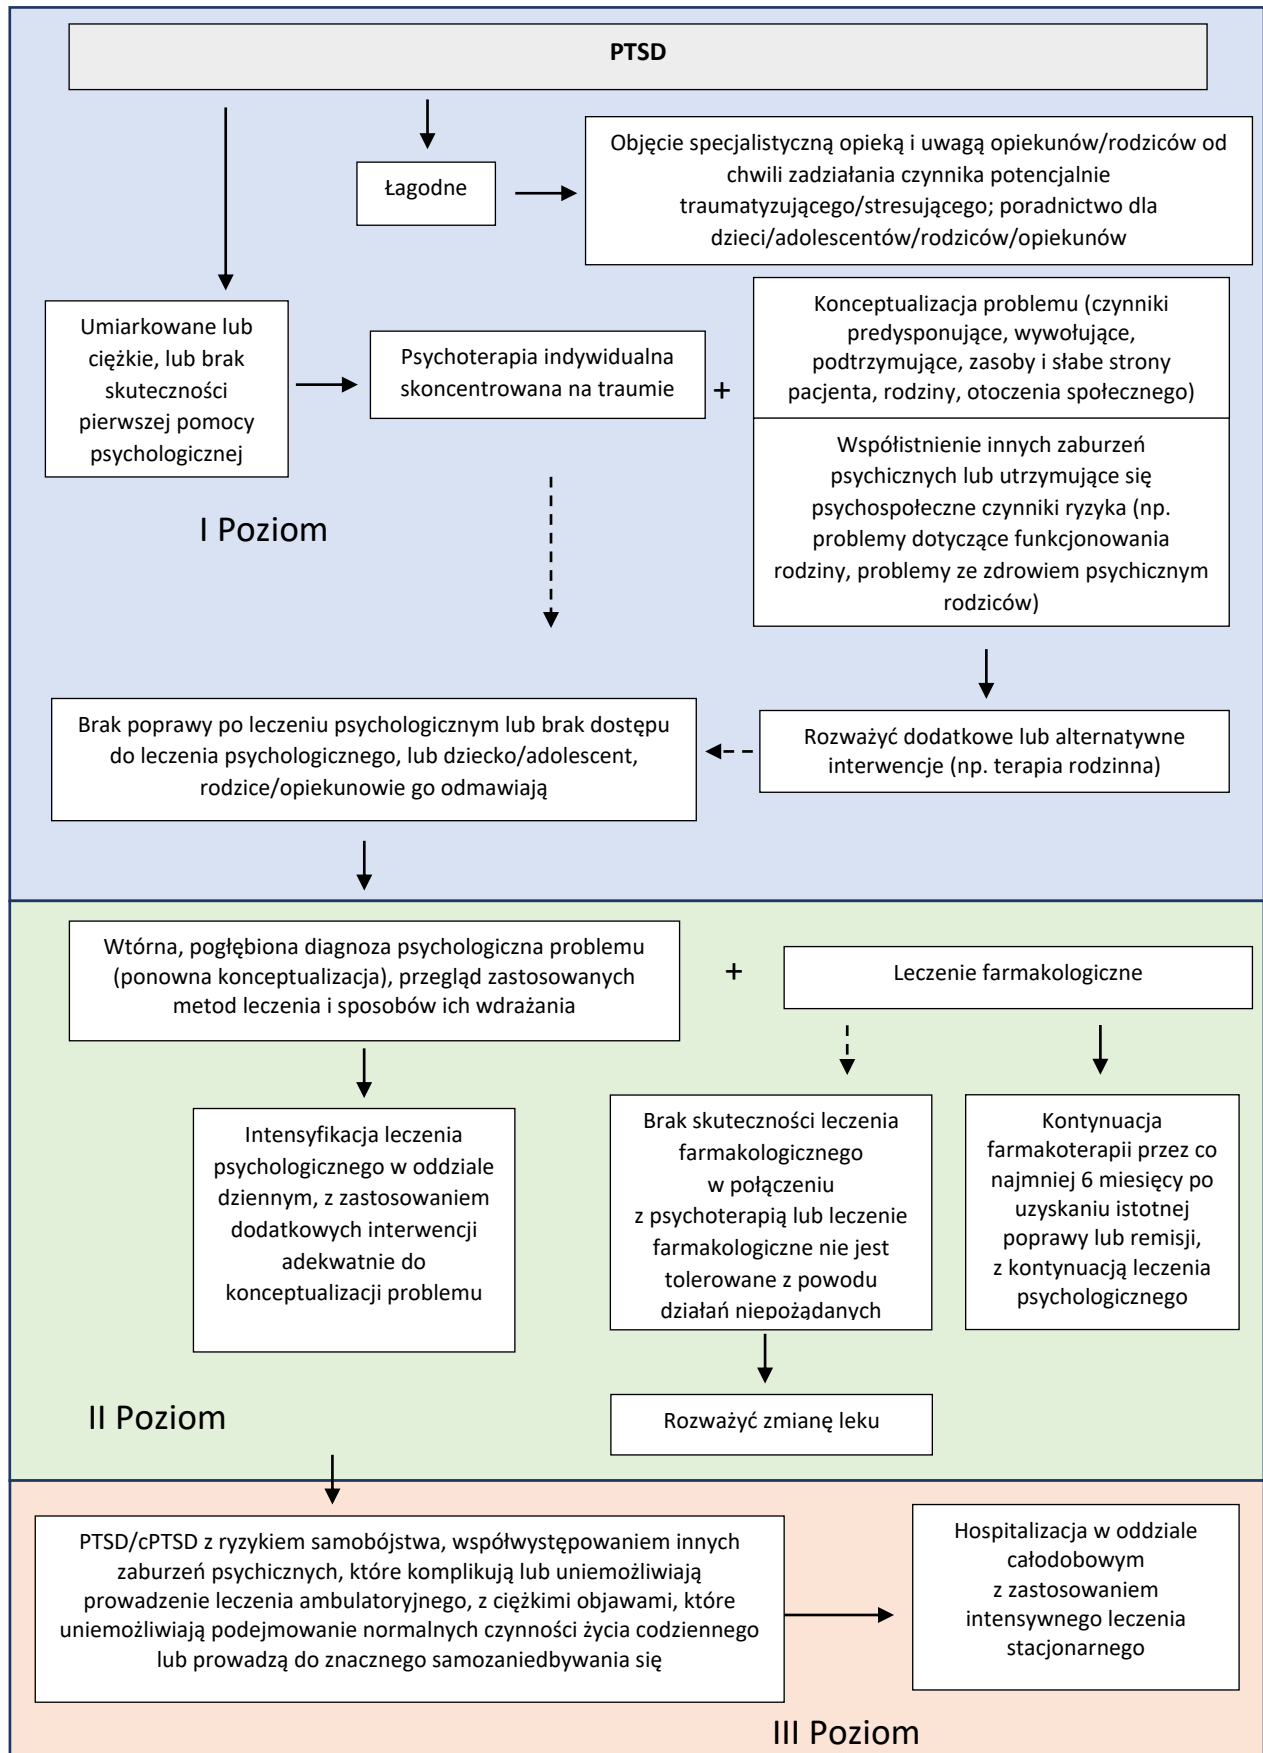 PTSD
Łagodne
Objęcie specjalistyczną opieką i uwagą opiekunów/rodziców od
chwili zadziałania czynnika potencjalnie
traumatyzującego/stresującego; poradnictwo dla
dzieci/adolescentów/rodziców/opiekunów
Umiarkowane lub
ciężkie, lub brak
skuteczności
pierwszej pomocy
psychologicznej
Psychoterapia indywidualna
skoncentrowana na traumie
+
Konceptualizacja problemu (czynniki
predysponujące, wywołujące,
podtrzymujące, zasoby i słabe strony
pacjenta, rodziny, otoczenia społecznego)
Współistnienie innych zaburzeń
psychicznych lub utrzymujące się
psychospołeczne czynniki ryzyka (np.
problemy dotyczące funkcjonowania
rodziny, problemy ze zdrowiem psychicznym
rodziców)
I Poziom
Brak poprawy po leczeniu psychologicznym lub brak dostępu
do leczenia psychologicznego, lub dziecko/adolescent,
rodzice/opiekunowie go odmawiają
Rozważyć dodatkowe lub alternatywne
interwencje (np. terapia rodzinna)
Wtórna, pogłębiona diagnoza psychologiczna problemu
(ponowna konceptualizacja), przegląd zastosowanych
metod leczenia i sposobów ich wdrażania
+
Leczenie farmakologiczne
Intensyfikacja leczenia
psychologicznego w oddziale
dziennym, z zastosowaniem
dodatkowych interwencji
adekwatnie do
konceptualizacji problemu
Brak skuteczności leczenia
farmakologicznego
w połączeniu
z psychoterapią lub leczenie
farmakologiczne nie jest
tolerowane z powodu
działań niepożądanych
Kontynuacja
farmakoterapii przez co
najmniej 6 miesięcy po
uzyskaniu istotnej
poprawy lub remisji,
z kontynuacją leczenia
psychologicznego
Rozważyć zmianę leku
II Poziom
PTSD/cPTSD z ryzykiem samobójstwa, współwystępowaniem innych
zaburzeń psychicznych, które komplikują lub uniemożliwiają
prowadzenie leczenia ambulatoryjnego, z ciężkimi objawami, które
uniemożliwiają podejmowanie normalnych czynności życia codziennego
lub prowadzą do znacznego samozaniedbywania się
Hospitalizacja w oddziale
całodobowym
z zastosowaniem
intensywnego leczenia
stacjonarnego
III Poziom